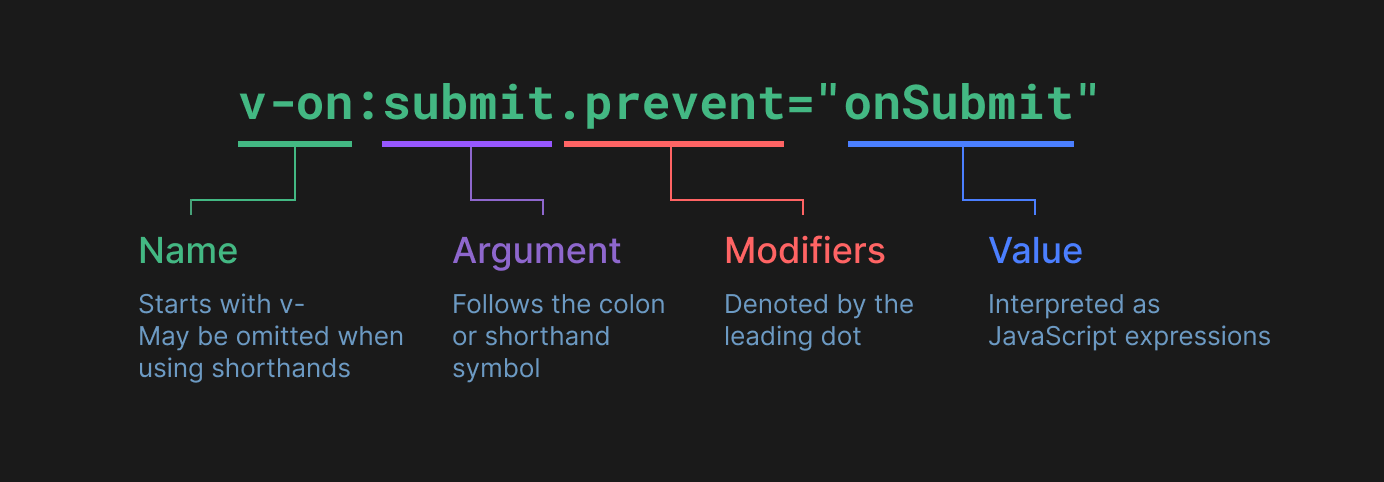 v-on:submit.prevent="onSubmit"
Name
Starts with v-
May be omitted when
using shorthands
Argument
Follows the colon
or shorthand
symbol
Modifiers
Denoted by the
leading dot
Value
Interpreted as
JavaScript expressions